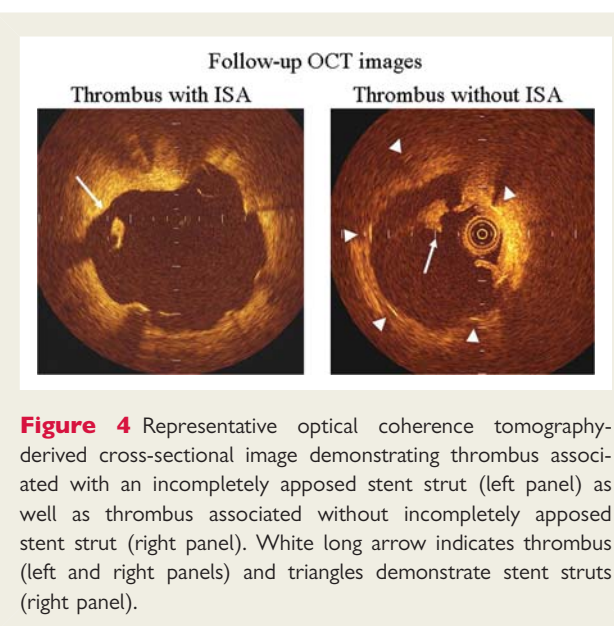 Follow-up OCT images
Thrombus with ISA
Thrombus without ISA
Figure 4 Representative optical coherence tomography-
derived cross-sectional image demonstrating thrombus associ-
ated with an incompletely apposed stent strut (left panel) as
well as thrombus associated without incompletely apposed
stent strut (right panel). White long arrow indicates thrombus
(left and right panels) and triangles demonstrate stent struts
(right panel).